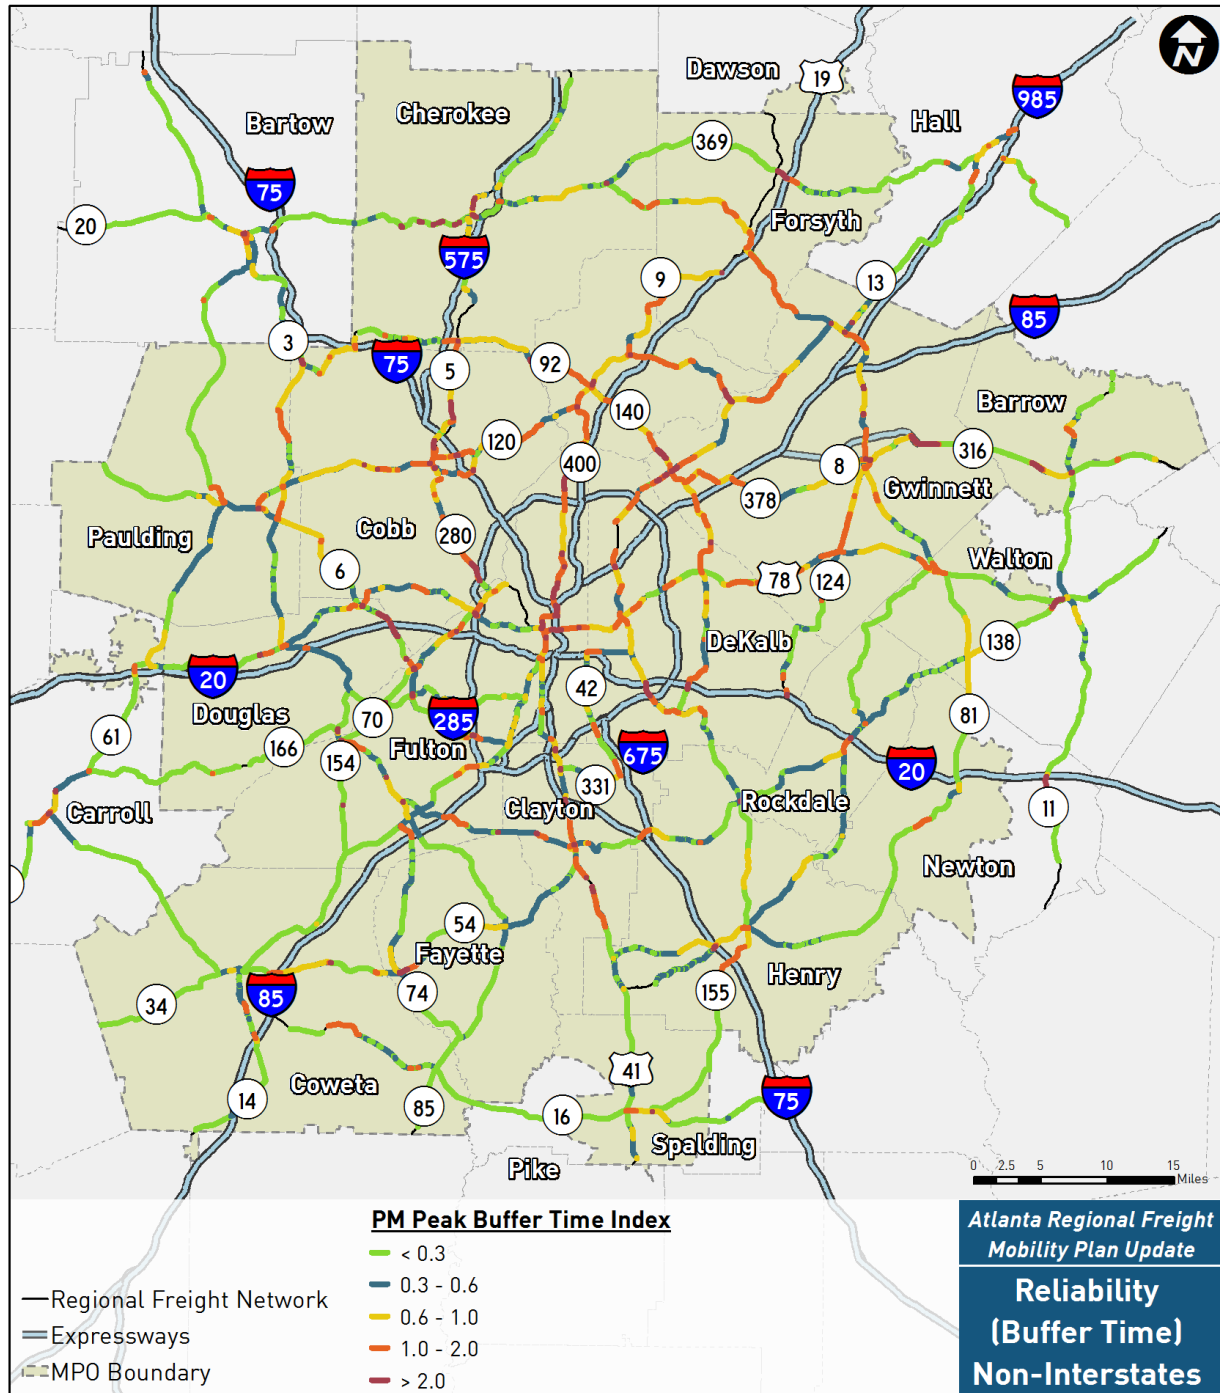 Dawson
19
N
Cherokee
985
Hall
Bartow
369
75
20
Forsyth
575
9
13
85
3
75
5
92
Barrow
140
120
400
316
8
Gwinnett
378
Paulding
Cobb
280
Walton
6
78
124
DeKalb
138
20
42
Douglas
70
285
81
61
166
Fulton
675
154
20
331
Clayton
Rockdale
Carroll
11
Newton
54
Fayette
Henry
34
85
74
155
41
Coweta
14
85
16
75
Spalding
Pike
0 2.5 5 10 15
Miles
PM Peak Buffer Time Index
< 0.3
0.3 - 0.6
0.6 - 1.0
1.0 - 2.0
> 2.0
Regional Freight Network
Expressways
MPO Boundary
Atlanta Regional Freight
Mobility Plan Update
Reliability
(Buffer Time)
Non-Interstates